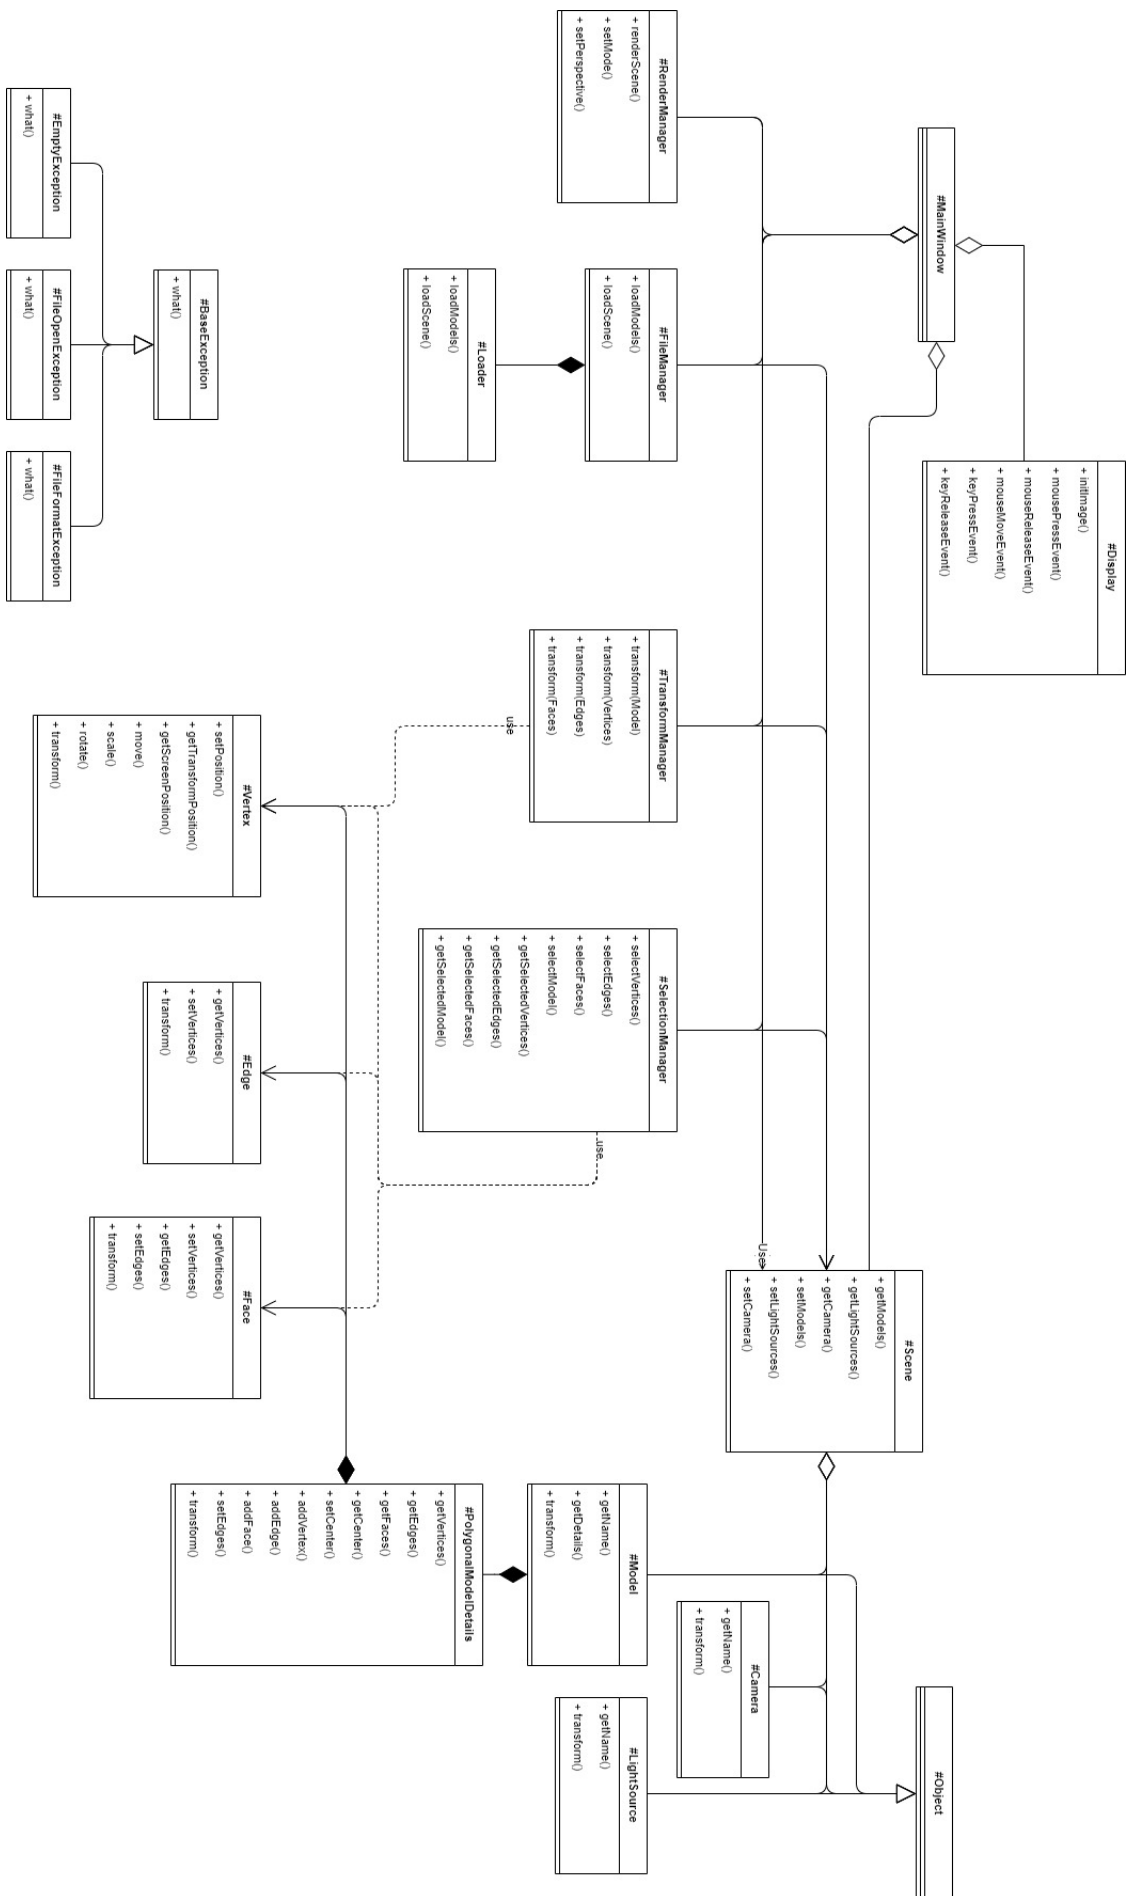 #MainWindow
#Display
+ initImage()
+ mousePressEvent()
+ mouseReleaseEvent()
+ mouseMoveEvent()
+ keyPressEvent()
+ keyReleaseEvent()
#RenderManager
+ renderScene()
+ setMode()
+ setPerspective()
#FileManager
+ loadModels()
+ loadScene()
#Loader
+ loadModels()
+ loadScene()
#TransformManager
+ transform(Model)
+ transform(Vertices)
+ transform(Edges)
+ transform(Faces)
use
#SelectionManager
+ selectVertices()
+ selectEdges()
+ selectFaces()
+ selectModel()
+ getSelectedVertices()
+ getSelectedEdges()
+ getSelectedFaces()
+ getSelectedModel()
use
Use
#Scene
+ getModels()
+ getLightSources()
+ getCamera()
+ setModels()
+ setLightSources()
+ setCamera()
#Object
#Model
+ getName()
+ getDetails()
+ transform()
#Camera
+ getName()
+ transform()
#LightSource
+ getName()
+ transform()
#PolygonalModelDetails
+ getVertices()
+ getEdges()
+ getFaces()
+ getCenter()
+ setCenter()
+ addVertex()
+ addEdge()
+ addFace()
+ setEdges()
+ transform()
#BaseException
+ what()
#EmptyException
+ what()
#FileOpenException
+ what()
#FileFormatException
+ what()
#Vertex
+ setPosition()
+ getTransformPosition()
+ getScreenPosition()
+ move()
+ scale()
+ rotate()
+ transform()
#Edge
+ getVertices()
+ setVertices()
+ transform()
#Face
+ getVertices()
+ setVertices()
+ getEdges()
+ setEdges()
+ transform()